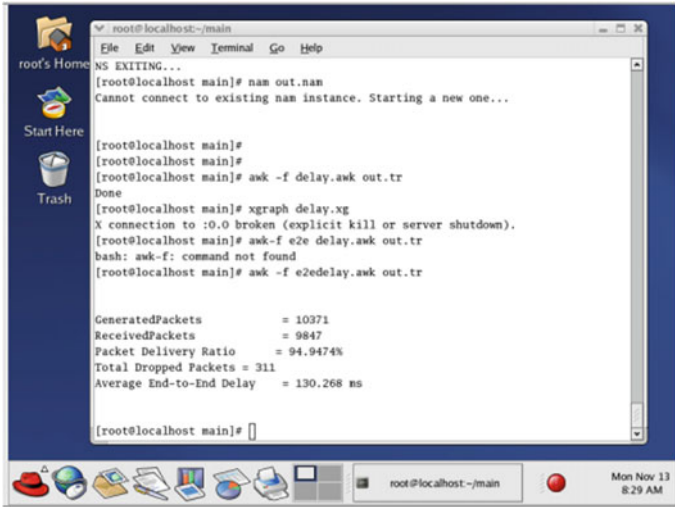 root@localhost:~/main
File Edit View Terminal Go Help
root's Home
Start Here
Trash
NS EXITING...
[root@localhost main]# nam out.nam
Cannot connect to existing nam instance. Starting a new one...
[root@localhost main]#
[root@localhost main]#
[root@localhost main]# awk -f delay.awk out.tr
Done
[root@localhost main]# xgraph delay.xg
X connection to :0.0 broken (explicit kill or server shutdown).
[root@localhost main]# awk-f e2e delay.awk out.tr
bash: awk-f: command not found
[root@localhost main]# awk -f e2edelay.awk out.tr
GeneratedPackets = 10371
ReceivedPackets = 9847
Packet Delivery Ratio = 94.9474%
Total Dropped Packets = 311
Average End-to-End Delay = 130.268 ms
[root@localhost main]#
root@localhost:~/main
Mon Nov 13
8:29 AM